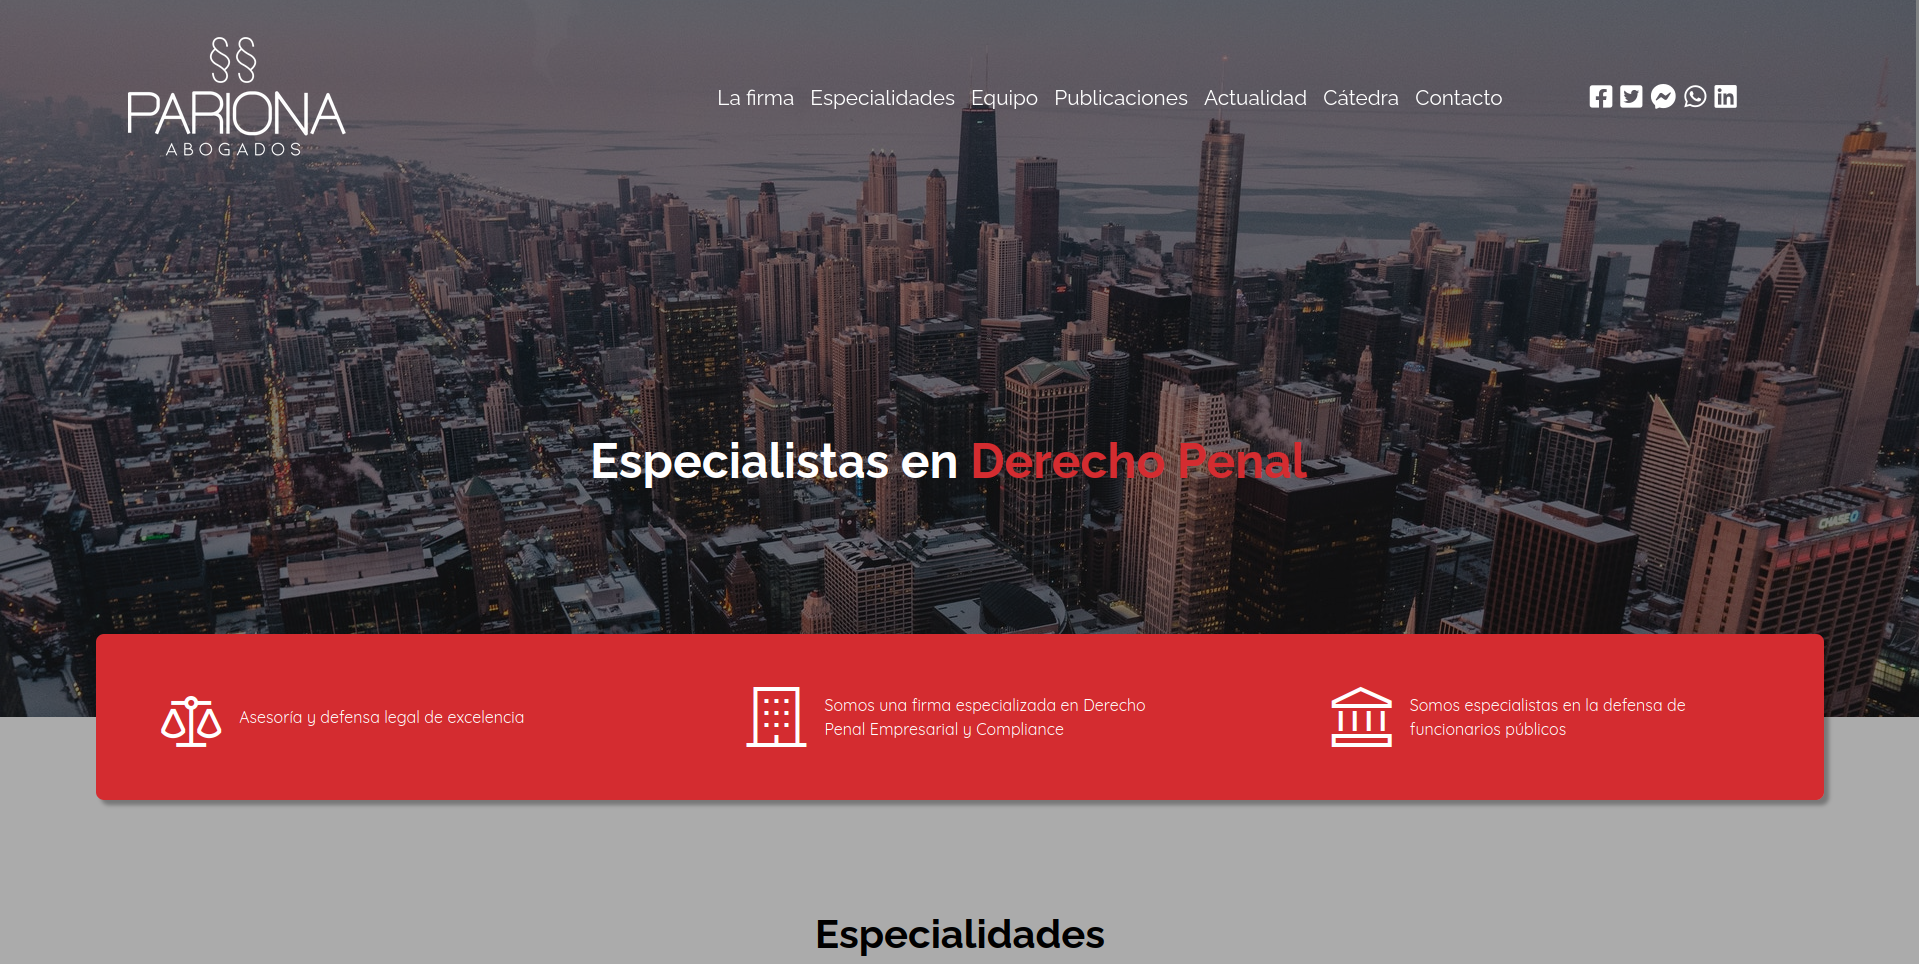 §§
PARIONA
ABOGADOS
La firma Especialidades Equipo Publicaciones Actualidad Cátedra Contacto
Especialistas en Derecho Penal
CHASE
Asesoría y defensa legal de excelencia
Somos una firma especializada en Derecho
Penal Empresarial y Compliance
Somos especialistas en la defensa de
funcionarios públicos
Especialidades